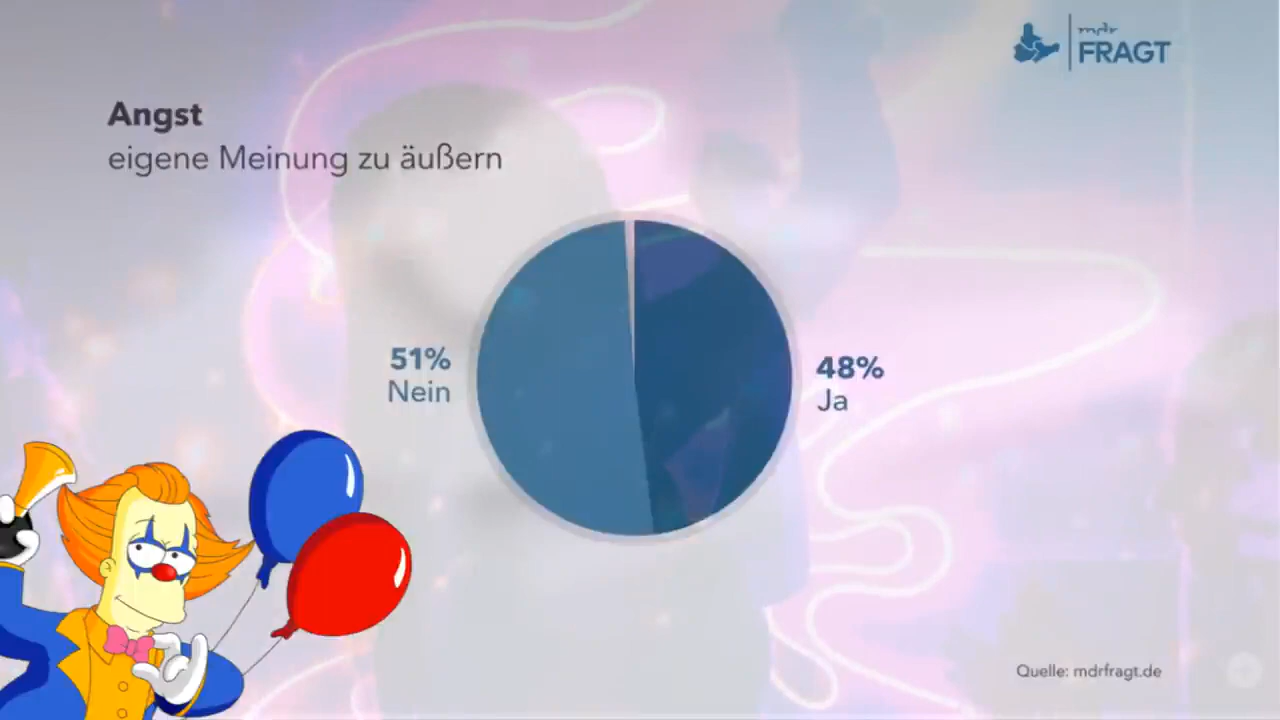 mdr
FRAGT
Angst
eigene Meinung zu äußern
51%
Nein
48%
Ja
Quelle: mdrfragt.de